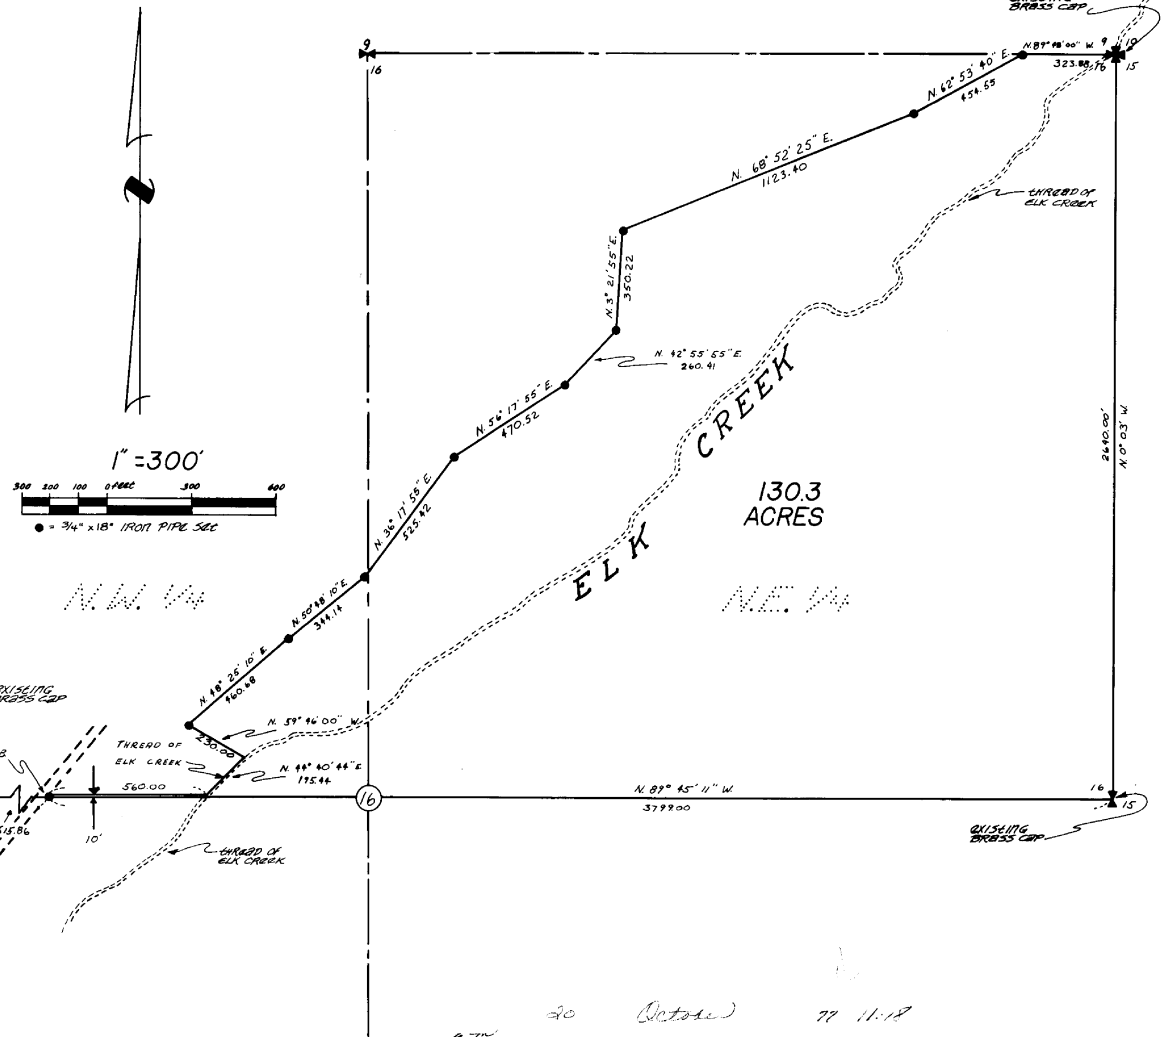 EXISTING
BRASS CAP
9
16
N. 89° 48' 00" W.
323.88
9 10
16 15
N. 62° 53' 40" E.
454.55
N. 68° 52' 25" E.
1123.40
THREAD OF
ELK CREEK
N. 3° 21' 55" E.
350.22
N. 42° 55' 55" E.
260.41
N. 56° 17' 55" E.
470.52
CREEK
2640.00'
N. 0° 03' W.
1" = 300'
300 200 100 0 FEET 300 600
● = 3/4" x 18" IRON PIPE SET
N. 36° 17' 55" E.
525.42
130.3
ACRES
ELK
N.W. 1/4
N.E. 1/4
N. 50° 48' 10" E.
344.14
N. 48° 25' 10" E.
460.68
EXISTING
BRASS CAP
N. 59° 46' 00" W.
230.00
THREAD OF
ELK CREEK
N. 44° 40' 44" E.
195.44
B.
560.00
16
N. 89° 45' 11" W.
3799.00
16
15
515.86
10'
EXISTING
BRASS CAP
THREAD OF
ELK CREEK
20 October 77 11:18